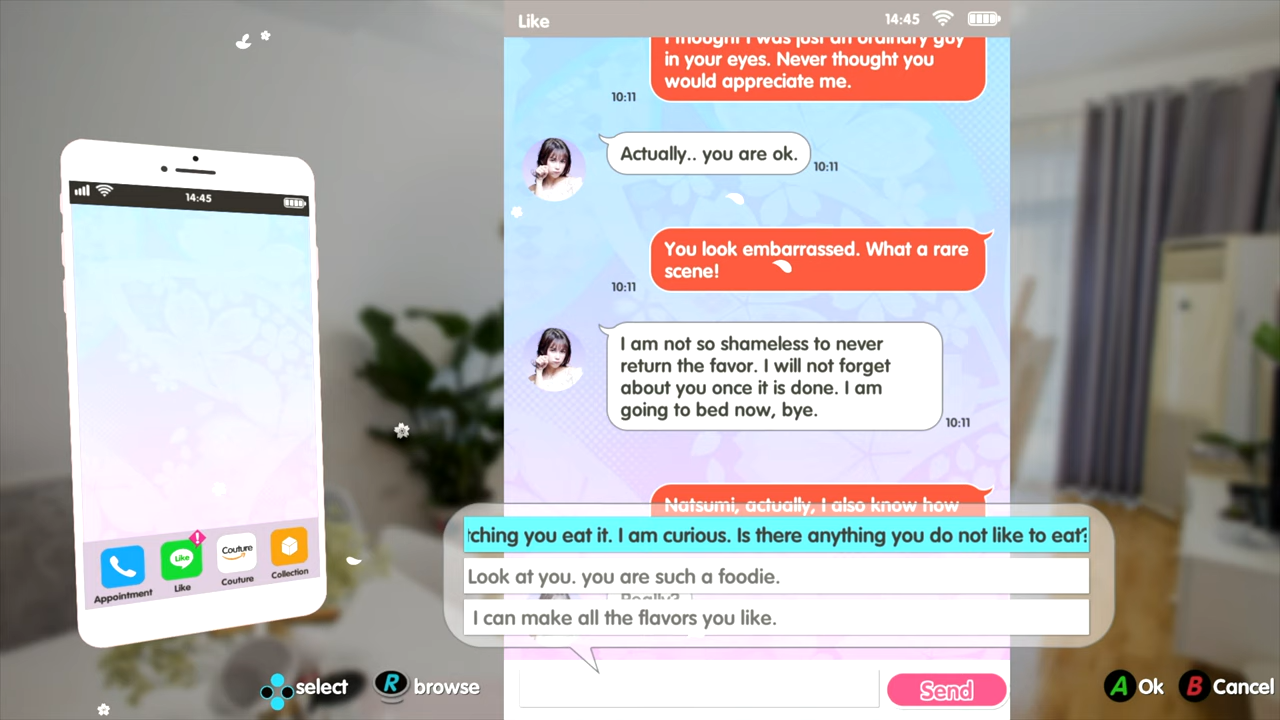 Like
14:45
I thought I was just an ordinary guy
in your eyes. Never thought you
would appreciate me.
10:11
Actually.. you are ok.
10:11
You look embarrassed. What a rare
scene!
10:11
I am not so shameless to never
return the favor. I will not forget
about you once it is done. I am
going to bed now, bye.
10:11
Natsumi, actually, I also know how
tching you eat it. I am curious. Is there anything you do not like to eat?
Look at you. you are such a foodie.
Really?
I can make all the flavors you like.
Send
14:45
Like
Couture
Appointment
Like
Couture
Collection
select
R
browse
A
Ok
B
Cancel